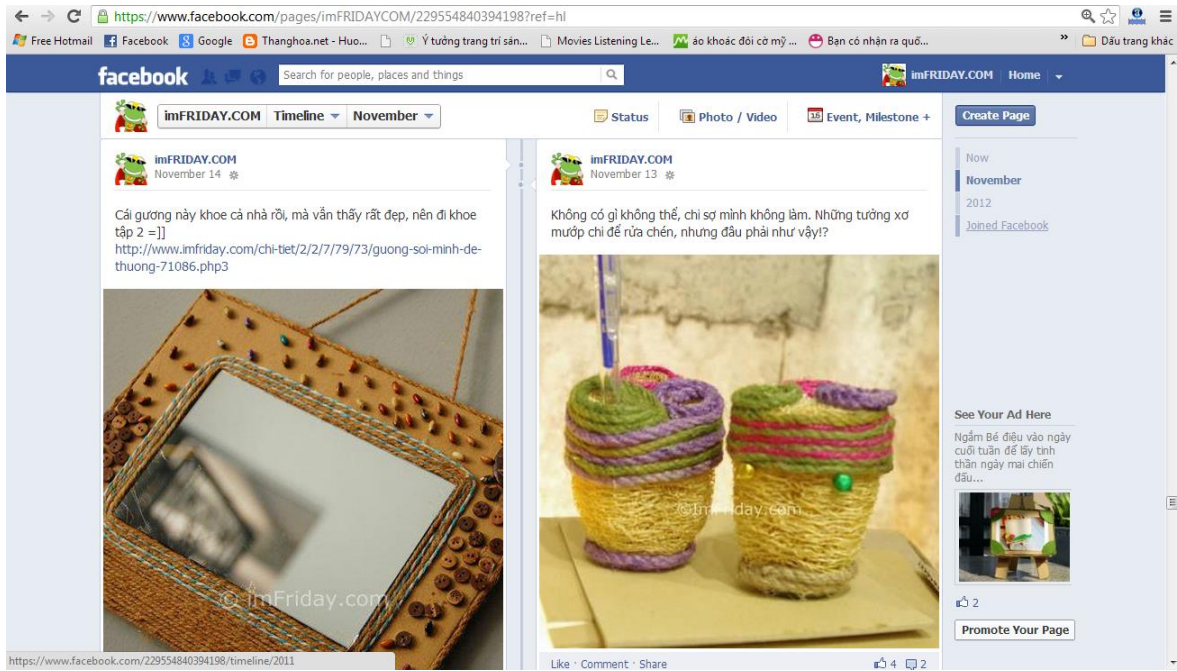 https://www.facebook.com/pages/imFRIDAYCOM/229554840394198?ref=hl
Free Hotmail
Facebook
Google
Thanghoa.net - Huo...
Ý tưởng trang trí sán...
Movies Listening Le...
áo khoác đôi cờ mỹ ...
Bạn có nhận ra quố...
»
Dấu trang khác
facebook
Search for people, places and things
imFRIDAY.COM
Home
imFRIDAY.COM
Timeline
November
Status
Photo / Video
Event, Milestone +
Create Page
imFRIDAY.COM
November 14
Cái gương này khoe cả nhà rồi, mà vẫn thấy rất đẹp, nên đi khoe
tập 2 =]]
http://www.imfriday.com/chi-tiet/2/2/7/79/73/guong-soi-minh-de-
thuong-71086.php3
© ImFriday.com
imFRIDAY.COM
November 13
Không có gì không thể, chỉ sợ mình không làm. Những tưởng xơ
mướp chỉ để rửa chén, nhưng đâu phải như vậy!?
©ImFriday.com
Like · Comment · Share
4
2
Now
November
2012
Joined Facebook
See Your Ad Here
Ngắm Bé điệu vào ngày
cuối tuần để lấy tinh
thần ngày mai chiến
đấu...
2
Promote Your Page
https://www.facebook.com/229554840394198/timeline/2011